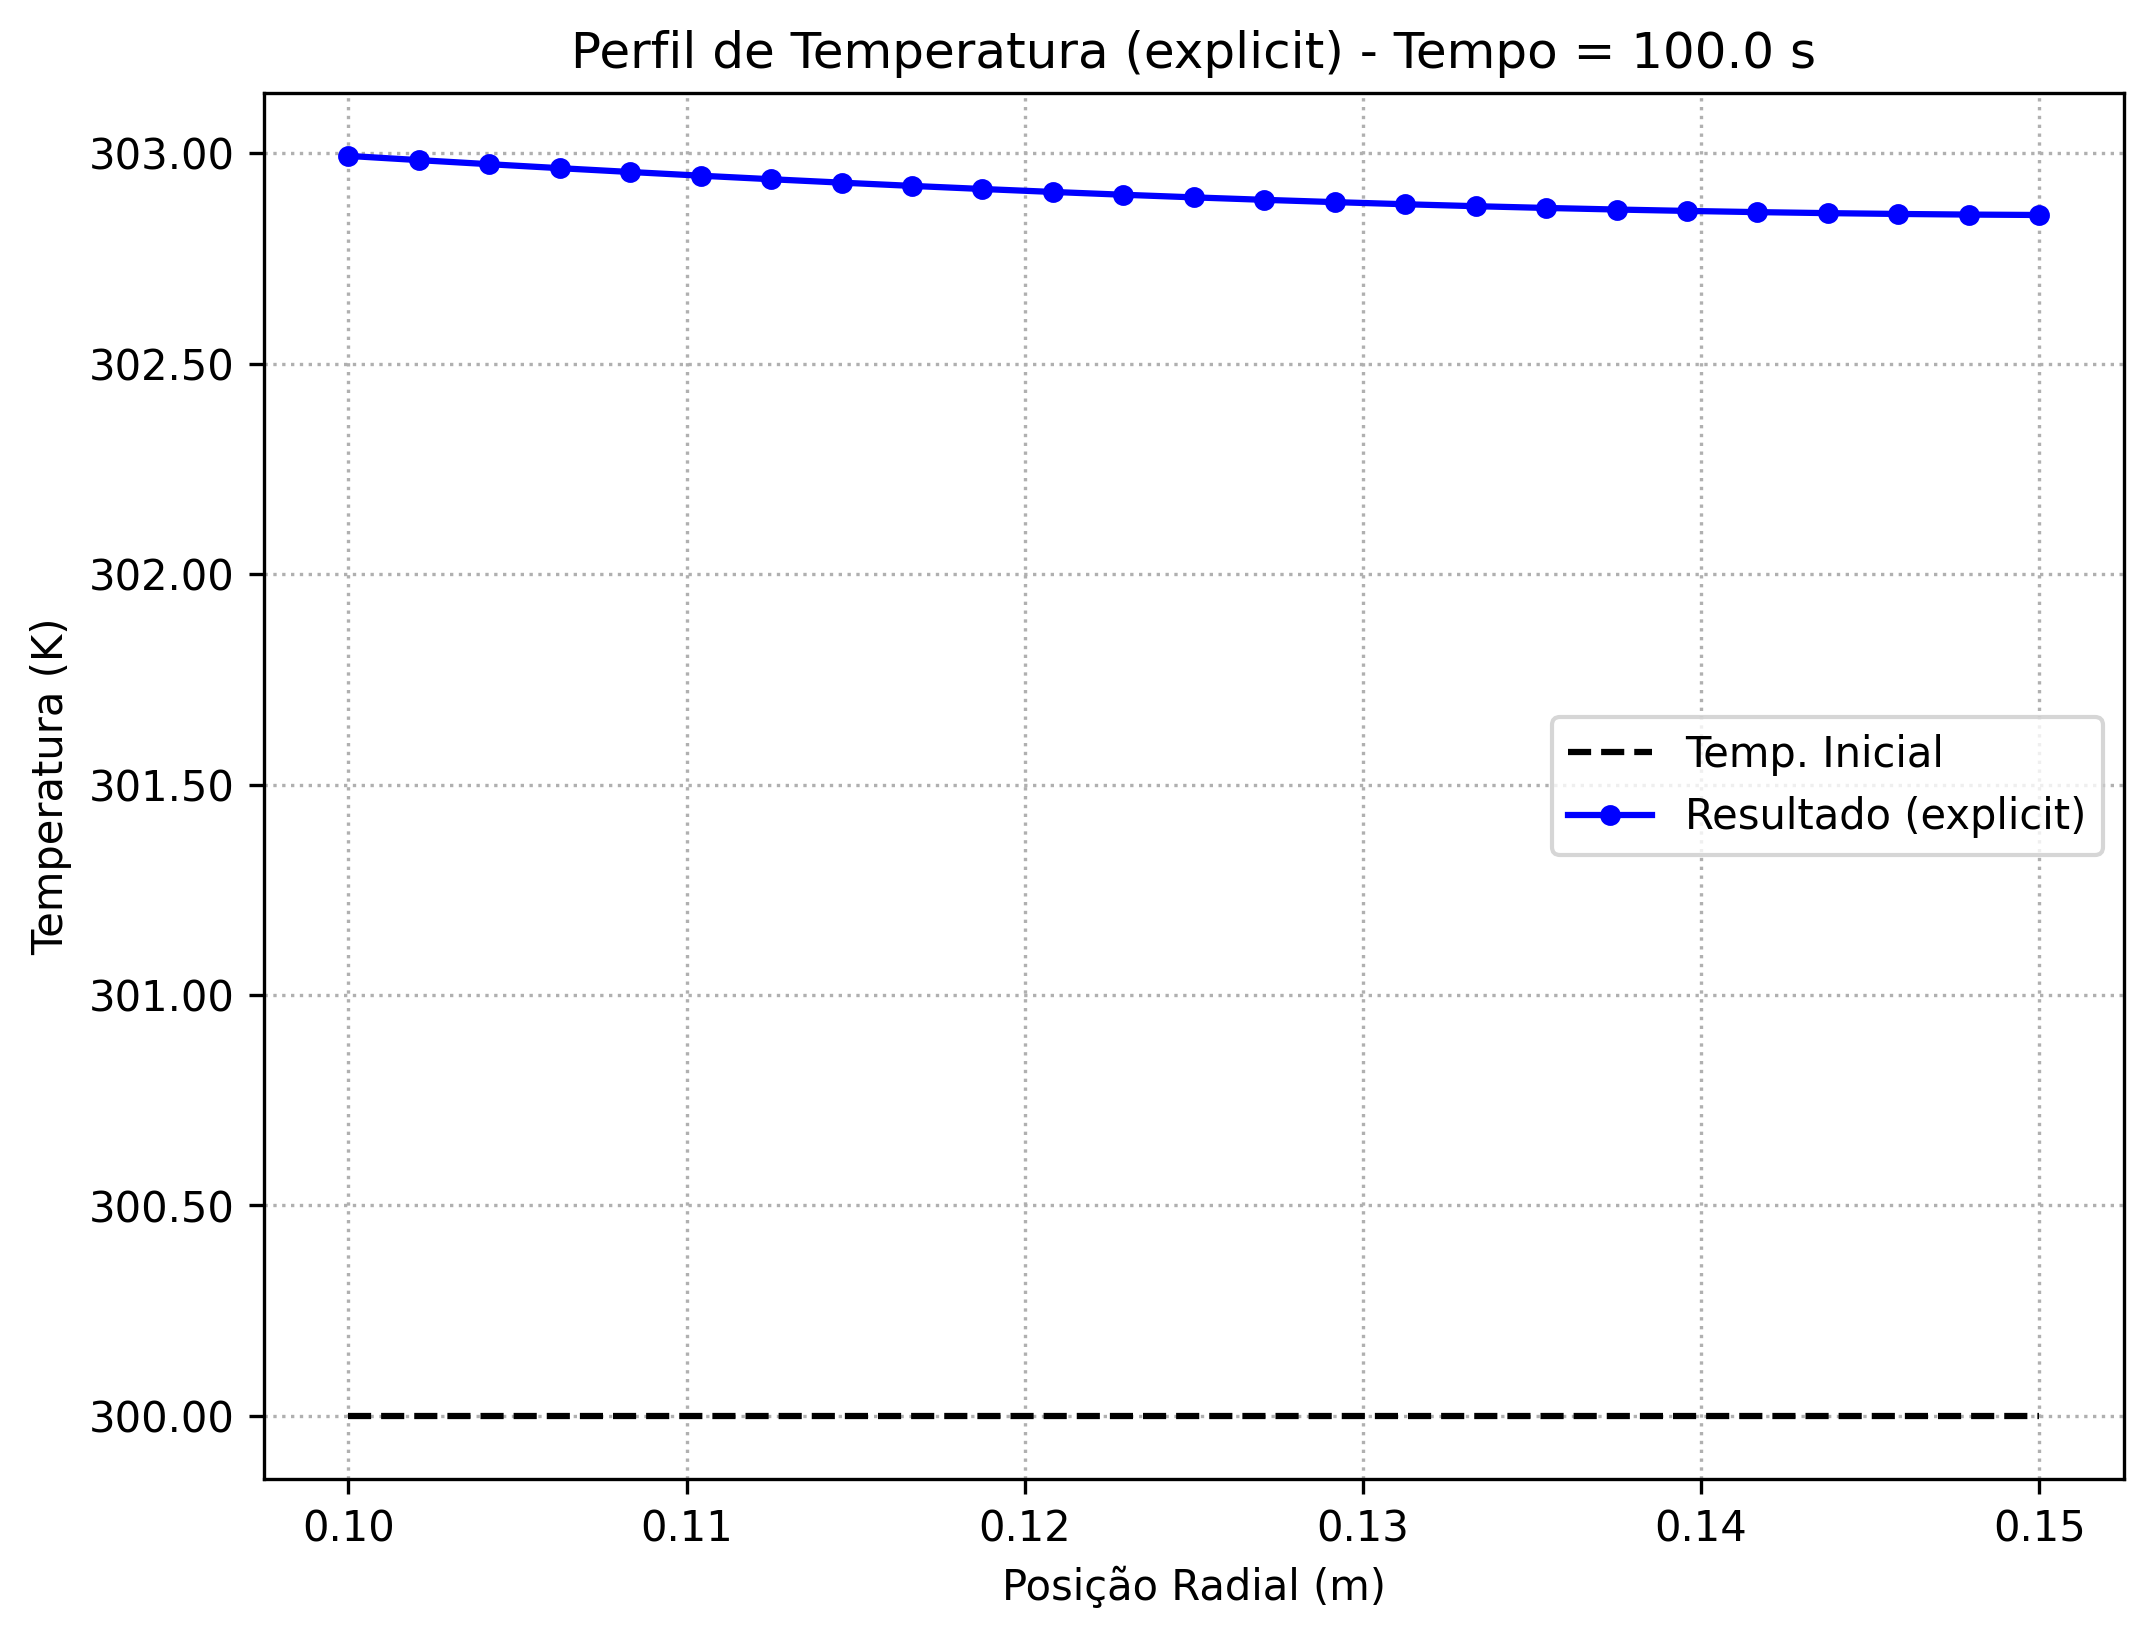 Perfil de Temperatura (explicit) - Tempo = 100.0 s
Temperatura (K)
303.00
302.50
302.00
301.50
301.00
300.50
300.00
Temp. Inicial
Resultado (explicit)
0.10 0.11 0.12 0.13 0.14 0.15
Posição Radial (m)